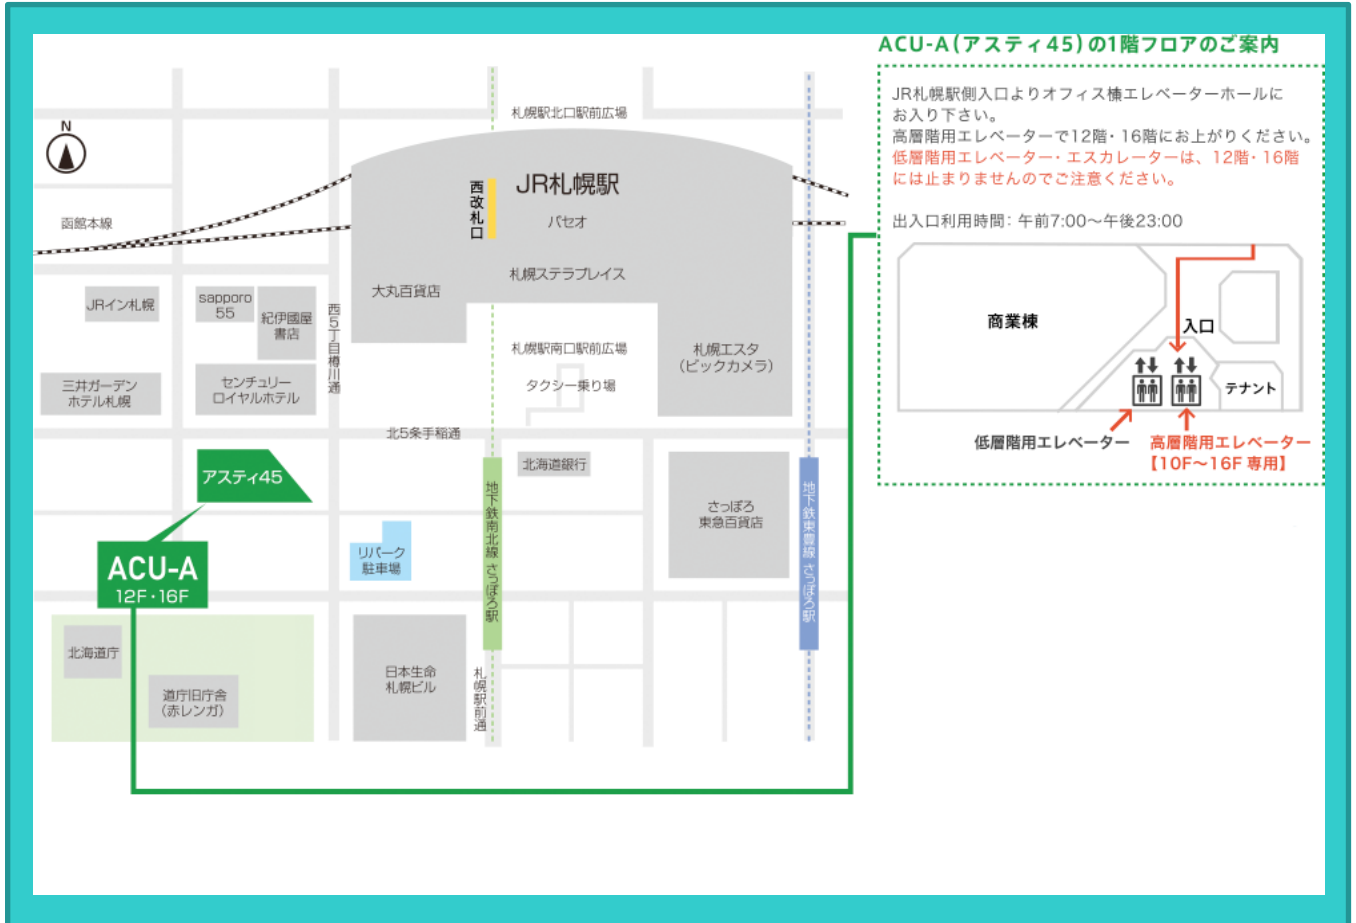 ACU-A(アスティ45)の1階フロアのご案内
JR札幌駅側入口よりオフィス棟エレベーターホールに
お入り下さい。
高層階用エレベーターで12階・16階にお上がりください。
低層階用エレベーター・エスカレーターは、12階・16階
には止まりませんのでご注意ください。
出入口利用時間：午前7:00〜午後23:00
商業棟
入口
テナント
低層階用エレベーター
高層階用エレベーター
【10F〜16F 専用】
札幌駅北口駅前広場
N
JR札幌駅
西改札口
パセオ
函館本線
札幌ステラプレイス
大丸百貨店
JRイン札幌
sapporo
55
紀伊國屋
書店
西5丁目樽川通
札幌駅南口駅前広場
札幌エスタ
(ビックカメラ)
三井ガーデン
ホテル札幌
センチュリー
ロイヤルホテル
タクシー乗り場
北5条手稲通
アスティ45
北海道銀行
地下鉄南北線 さっぽろ駅
さっぽろ
東急百貨店
地下鉄東豊線 さっぽろ駅
リパーク
駐車場
ACU-A
12F・16F
北海道庁
道庁旧庁舎
(赤レンガ)
日本生命
札幌ビル
札幌駅前通